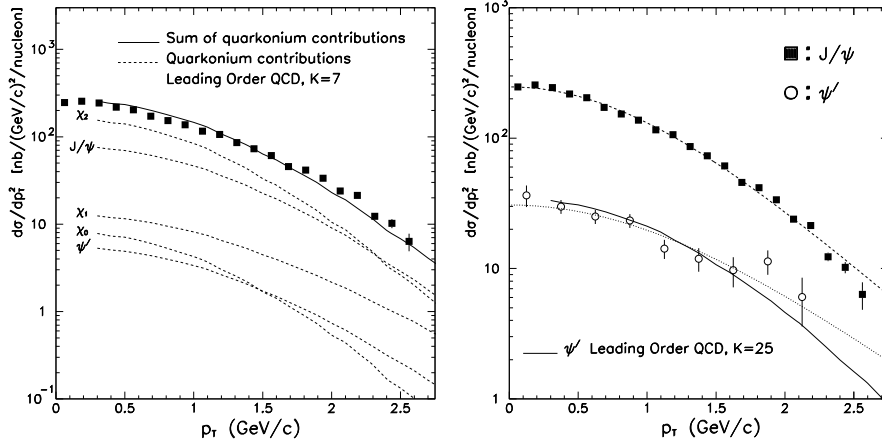 dσ/dp_T² [nb/(GeV/c)²/nucleon]
10³
10²
10
1
10⁻¹
Sum of quarkonium contributions
Quarkonium contributions
Leading Order QCD, K=7
χ₂
J/ψ
χ₁
χ₀
ψ′
0 0.5 1 1.5 2 2.5
p_T (GeV/c)
dσ/dp_T² [nb/(GeV/c)²/nucleon]
10³
10²
10
1
: J/ψ
: ψ′
ψ′ Leading Order QCD, K=25
0 0.5 1 1.5 2 2.5
p_T (GeV/c)